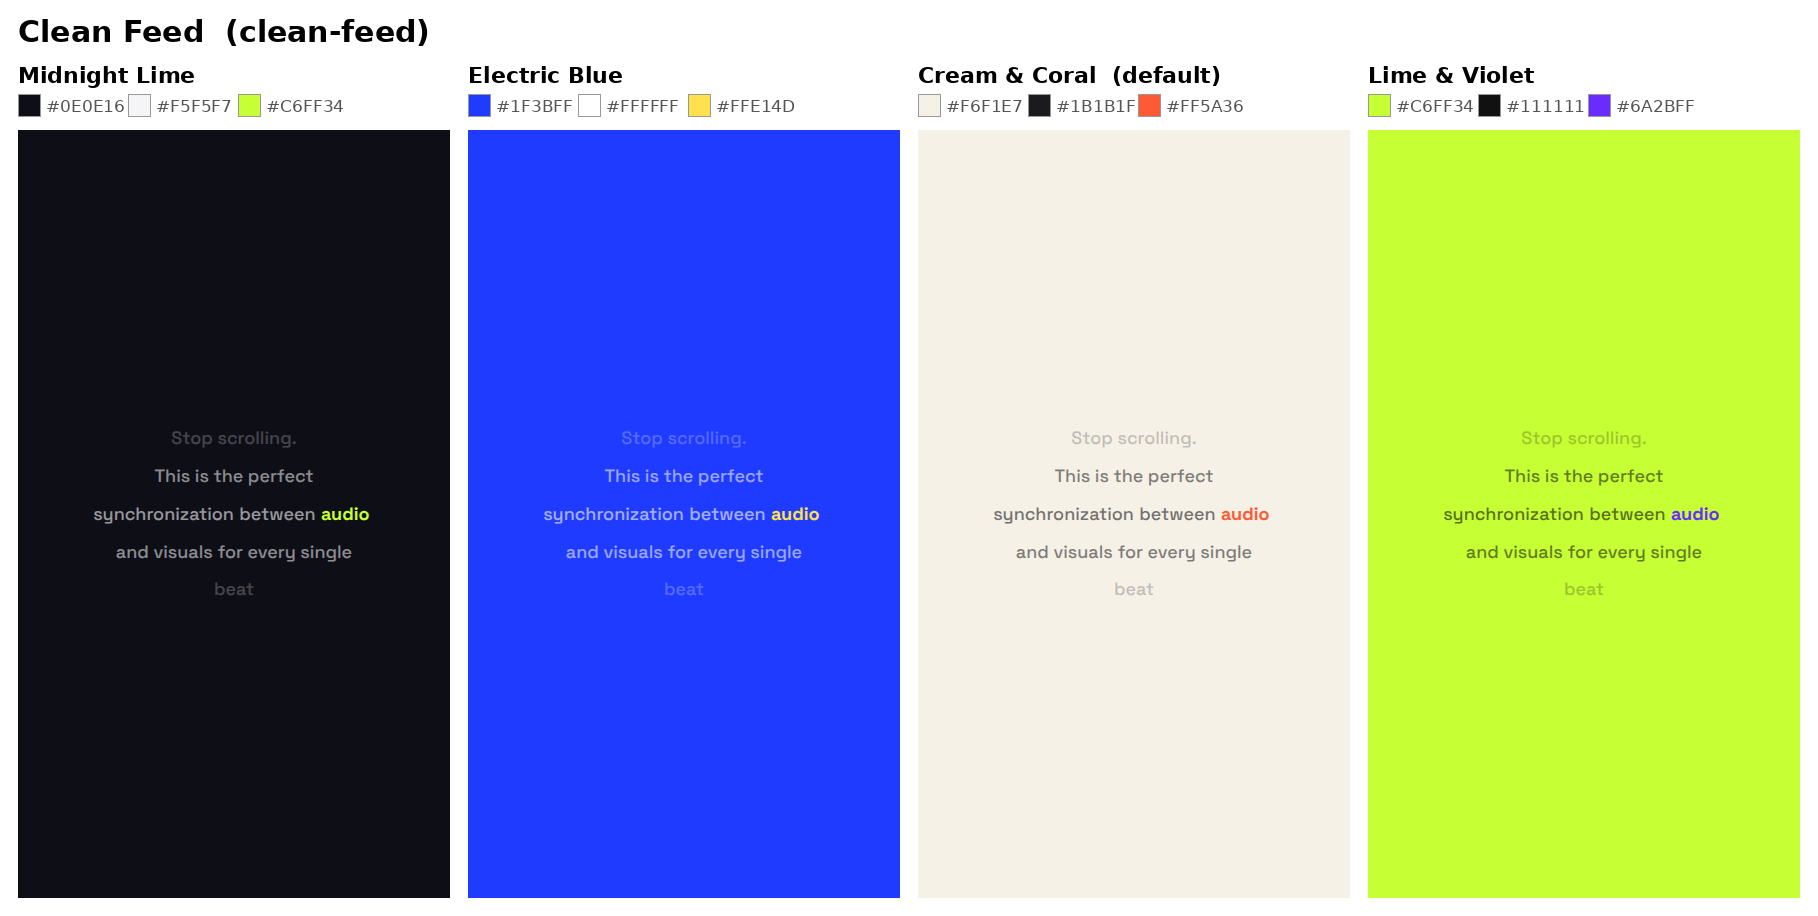 Clean Feed (clean-feed)
Midnight Lime
#0E0E16 #F5F5F7 #C6FF34
Stop scrolling.
This is the perfect
synchronization between audio
and visuals for every single
beat
Electric Blue
#1F3BFF #FFFFFF #FFE14D
Stop scrolling.
This is the perfect
synchronization between audio
and visuals for every single
beat
Cream & Coral (default)
#F6F1E7 #1B1B1F #FF5A36
Stop scrolling.
This is the perfect
synchronization between audio
and visuals for every single
beat
Lime & Violet
#C6FF34 #111111 #6A2BFF
Stop scrolling.
This is the perfect
synchronization between audio
and visuals for every single
beat